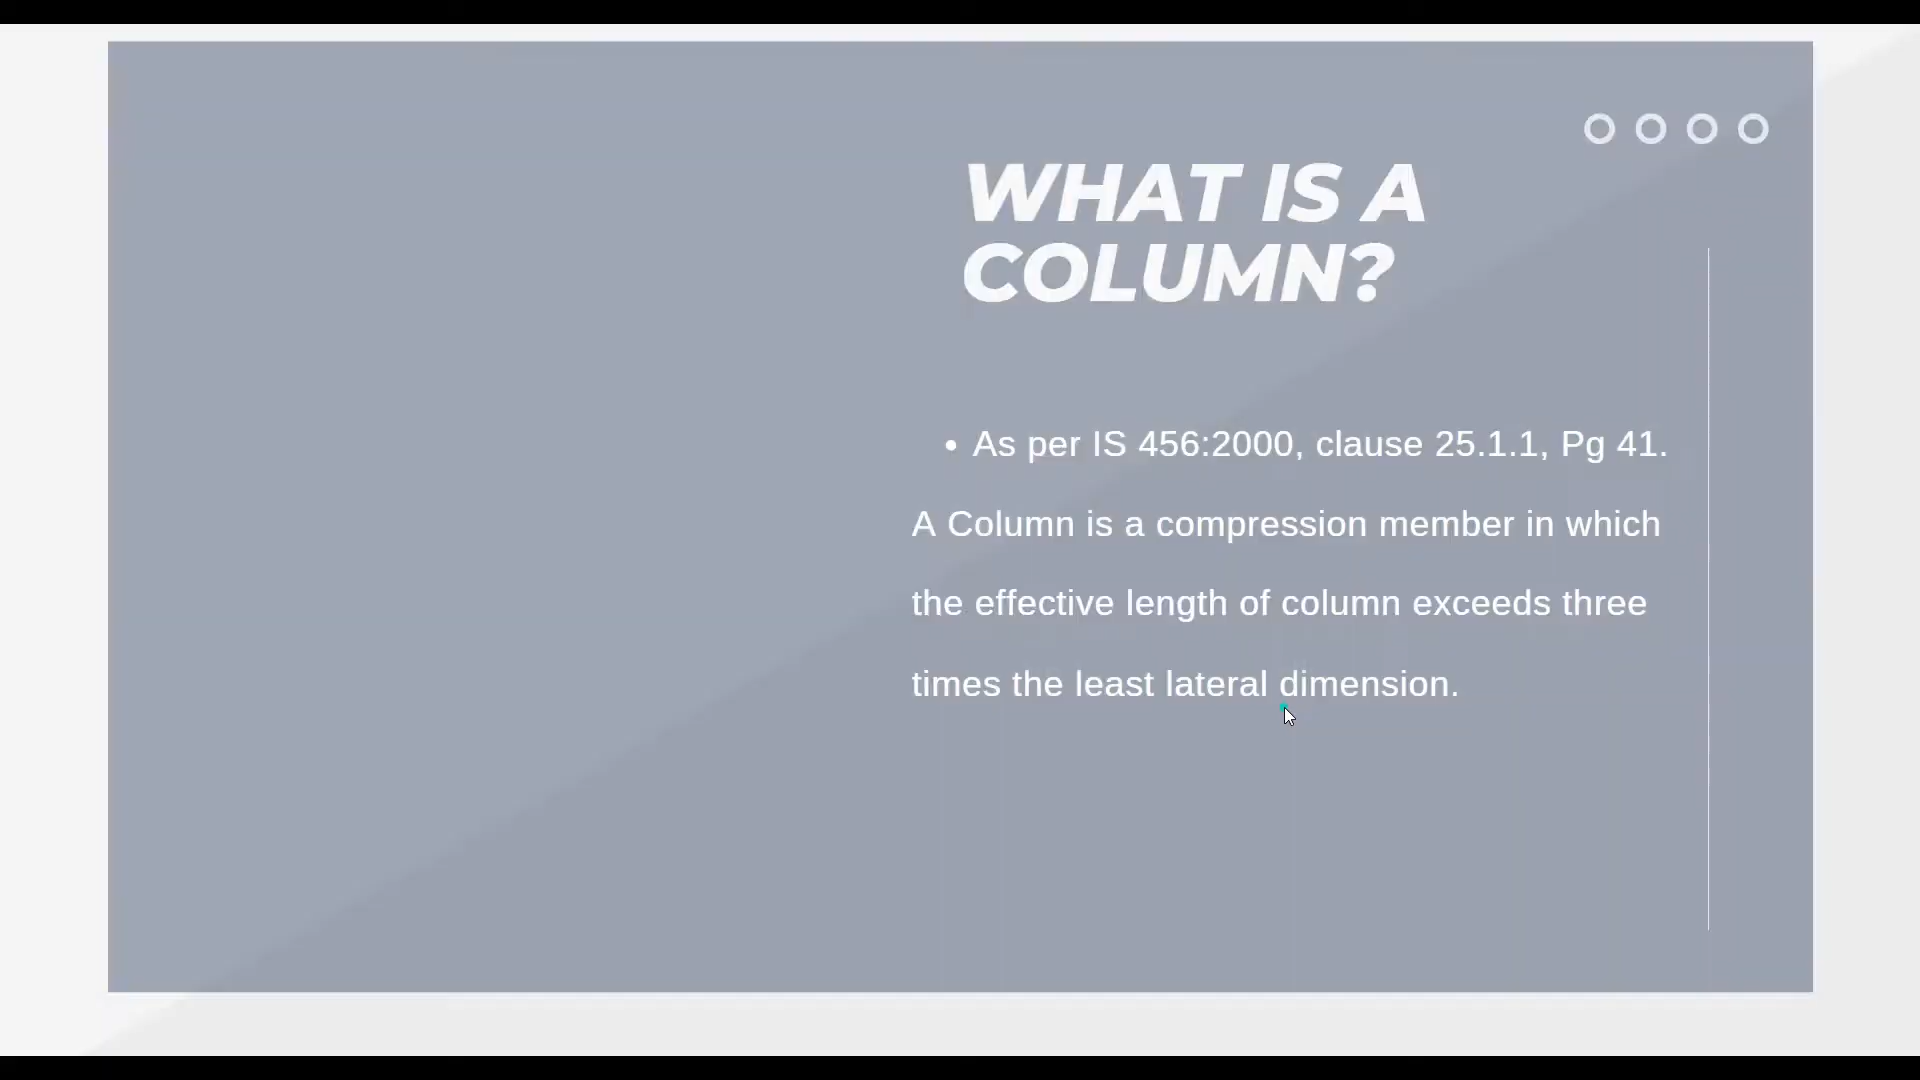 WHAT IS A
COLUMN?
• As per IS 456:2000, clause 25.1.1, Pg 41.
A Column is a compression member in which
the effective length of column exceeds three
times the least lateral dimension.